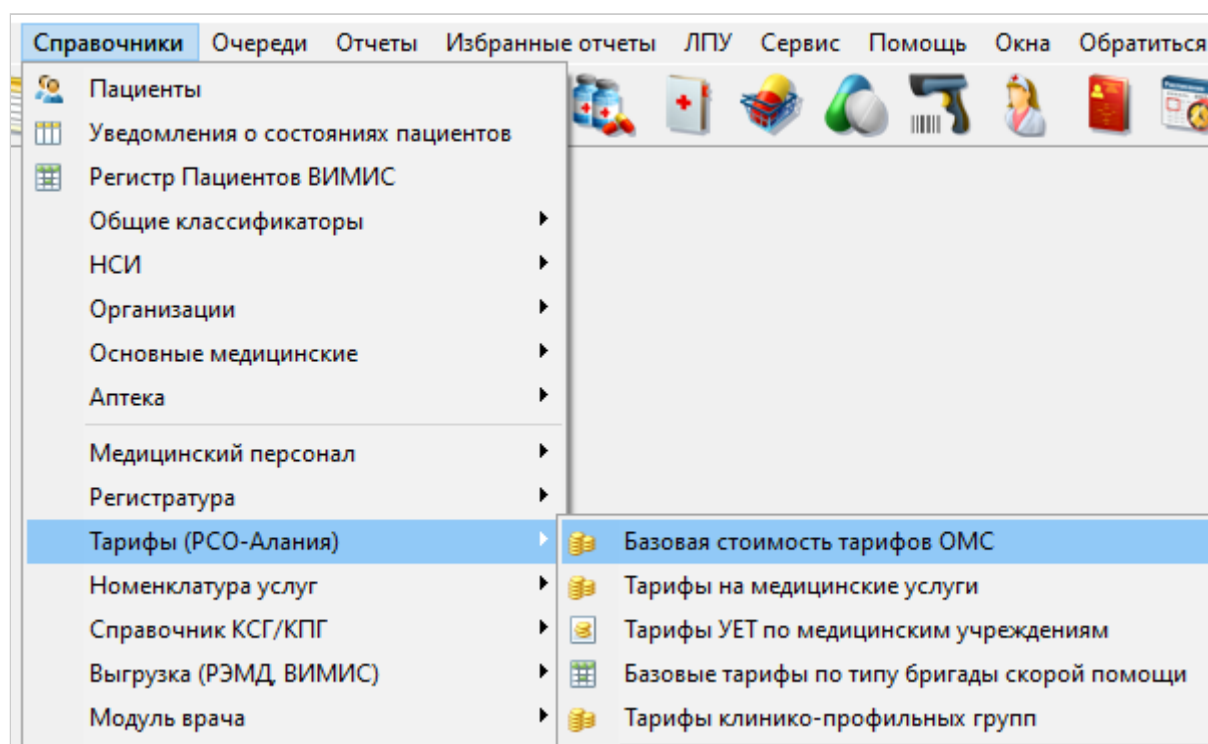 Справочники Очереди Отчеты Избранные отчеты ЛПУ Сервис Помощь Окна Обратиться
Пациенты
Уведомления о состояниях пациентов
Регистр Пациентов ВИМИС
Общие классификаторы
НСИ
Организации
Основные медицинские
Аптека
Медицинский персонал
Регистратура
Тарифы (РСО-Алания) Базовая стоимость тарифов ОМС
Номенклатура услуг Тарифы на медицинские услуги
Справочник КСГ/КПГ Тарифы УЕТ по медицинским учреждениям
Выгрузка (РЭМД, ВИМИС) Базовые тарифы по типу бригады скорой помощи
Модуль врача Тарифы клинико-профильных групп